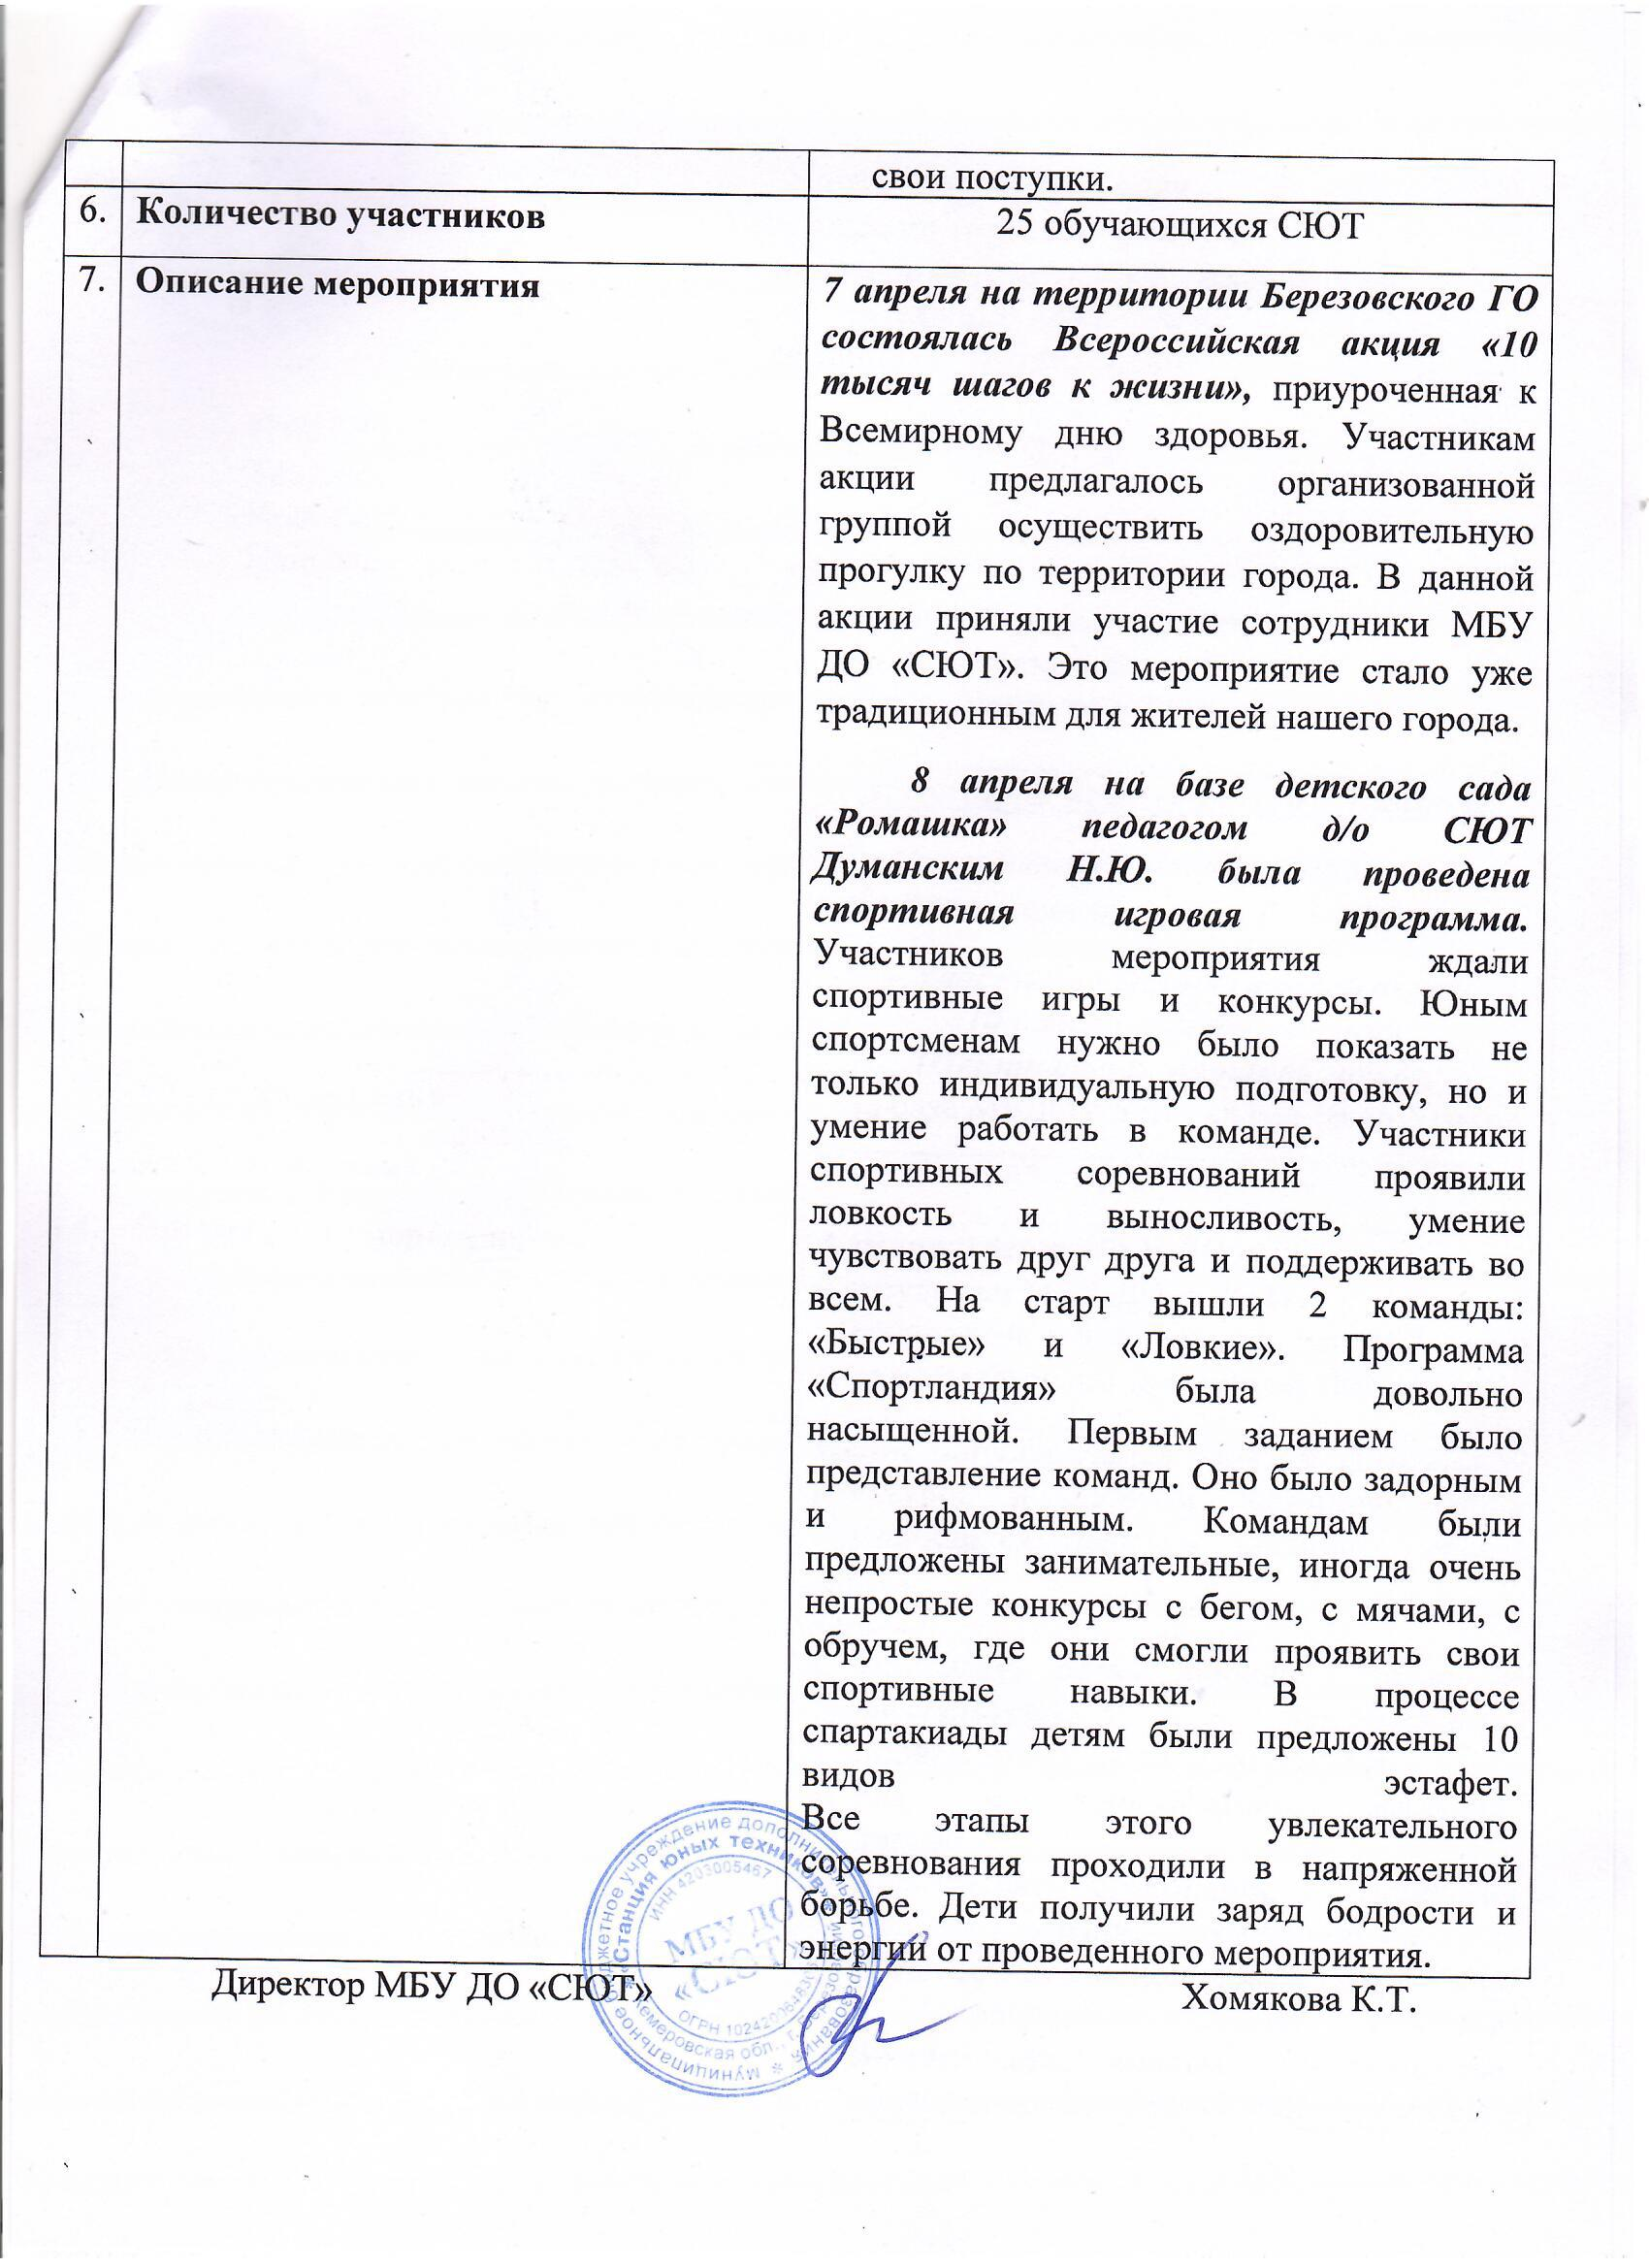 свои поступки.
6. Количество участников
25 обучающихся СЮТ
7. Описание мероприятия
7 апреля на территории Березовского ГО
состоялась Всероссийская акция «10
тысяч шагов к жизни», приуроченная к
Всемирному дню здоровья. Участникам
акции предлагалось организованной
группой осуществить оздоровительную
прогулку по территории города. В данной
акции приняли участие сотрудники МБУ
ДО «СЮТ». Это мероприятие стало уже
традиционным для жителей нашего города.
8 апреля на базе детского сада
«Ромашка» педагогом д/о СЮТ
Думанским Н.Ю. была проведена
спортивная игровая программа.
Участников мероприятия ждали
спортивные игры и конкурсы. Юным
спортсменам нужно было показать не
только индивидуальную подготовку, но и
умение работать в команде. Участники
спортивных соревнований проявили
ловкость и выносливость, умение
чувствовать друг друга и поддерживать во
всем. На старт вышли 2 команды:
«Быстрые» и «Ловкие». Программа
«Спортландия» была довольно
насыщенной. Первым заданием было
представление команд. Оно было задорным
и рифмованным. Командам были
предложены занимательные, иногда очень
непростые конкурсы с бегом, с мячами, с
обручем, где они смогли проявить свои
спортивные навыки. В процессе
спартакиады детям были предложены 10
видов эстафет.
Все этапы этого увлекательного
соревнования проходили в напряженной
борьбе. Дети получили заряд бодрости и
энергии от проведенного мероприятия.
Директор МБУ ДО «СЮТ» Хомякова К.Т.
муниципальное бюджетное учреждение дополнительного образования
«Станция юных техников»
Кемеровская обл., г.
ИНН 4203005467
МБУ ДО
«СЮТ»
ОГРН